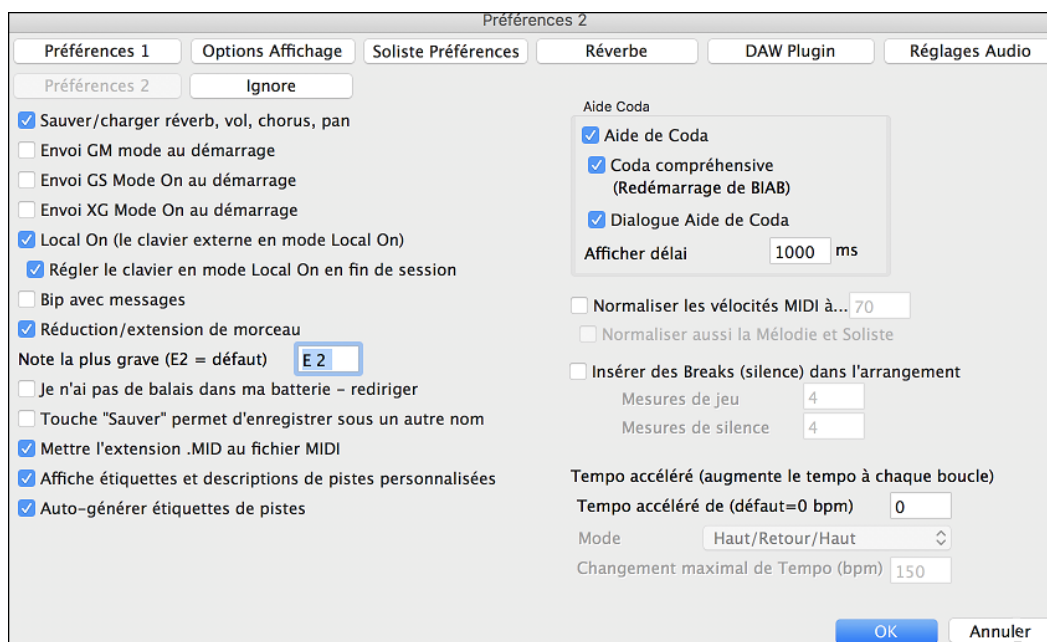 Préférences 2
Préférences 1
Options Affichage
Soliste Préférences
Réverbe
DAW Plugin
Réglages Audio
Préférences 2
Ignore
Sauver/charger réverb, vol, chorus, pan
Envoi GM mode au démarrage
Envoi GS Mode On au démarrage
Envoi XG Mode On au démarrage
Local On (le clavier externe en mode Local On)
Régler le clavier en mode Local On en fin de session
Bip avec messages
Réduction/extension de morceau
Note la plus grave (E2 = défaut) E 2
Je n'ai pas de balais dans ma batterie – rediriger
Touche "Sauver" permet d'enregistrer sous un autre nom
Mettre l'extension .MID au fichier MIDI
Affiche étiquettes et descriptions de pistes personnalisées
Auto-générer étiquettes de pistes
Aide Coda
Aide de Coda
Coda compréhensive
(Redémarrage de BIAB)
Dialogue Aide de Coda
Afficher délai 1000 ms
Normaliser les vélocités MIDI à... 70
Normaliser aussi la Mélodie et Soliste
Insérer des Breaks (silence) dans l'arrangement
Mesures de jeu 4
Mesures de silence 4
Tempo accéléré (augmente le tempo à chaque boucle)
Tempo accéléré de (défaut=0 bpm) 0
Mode Haut/Retour/Haut
Changement maximal de Tempo (bpm) 150
OK
Annuler